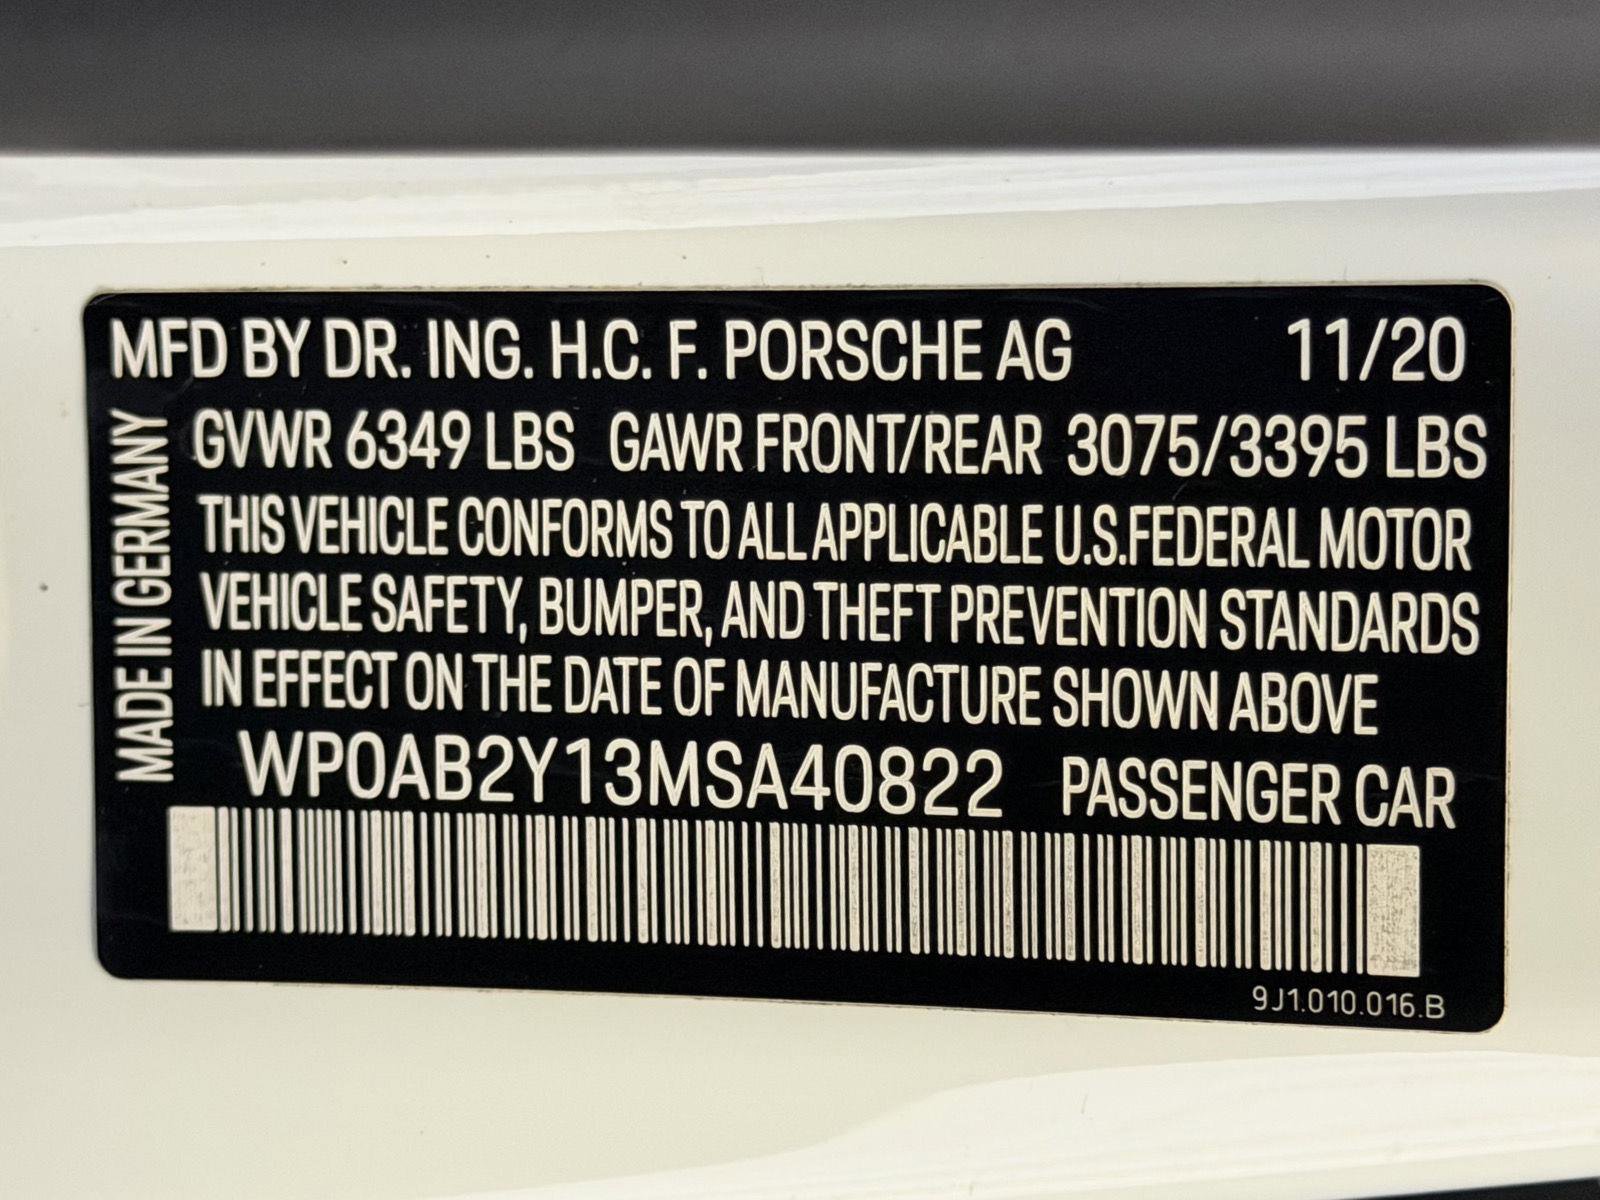 MFD BY DR. ING. H.C. F. PORSCHE AG 11/20
MADE IN GERMANY
GVWR 6349 LBS GAWR FRONT/REAR 3075/3395 LBS
THIS VEHICLE CONFORMS TO ALL APPLICABLE U.S.FEDERAL MOTOR
VEHICLE SAFETY, BUMPER, AND THEFT PREVENTION STANDARDS
IN EFFECT ON THE DATE OF MANUFACTURE SHOWN ABOVE
WP0AB2Y13MSA40822 PASSENGER CAR
9J1.010.016.B